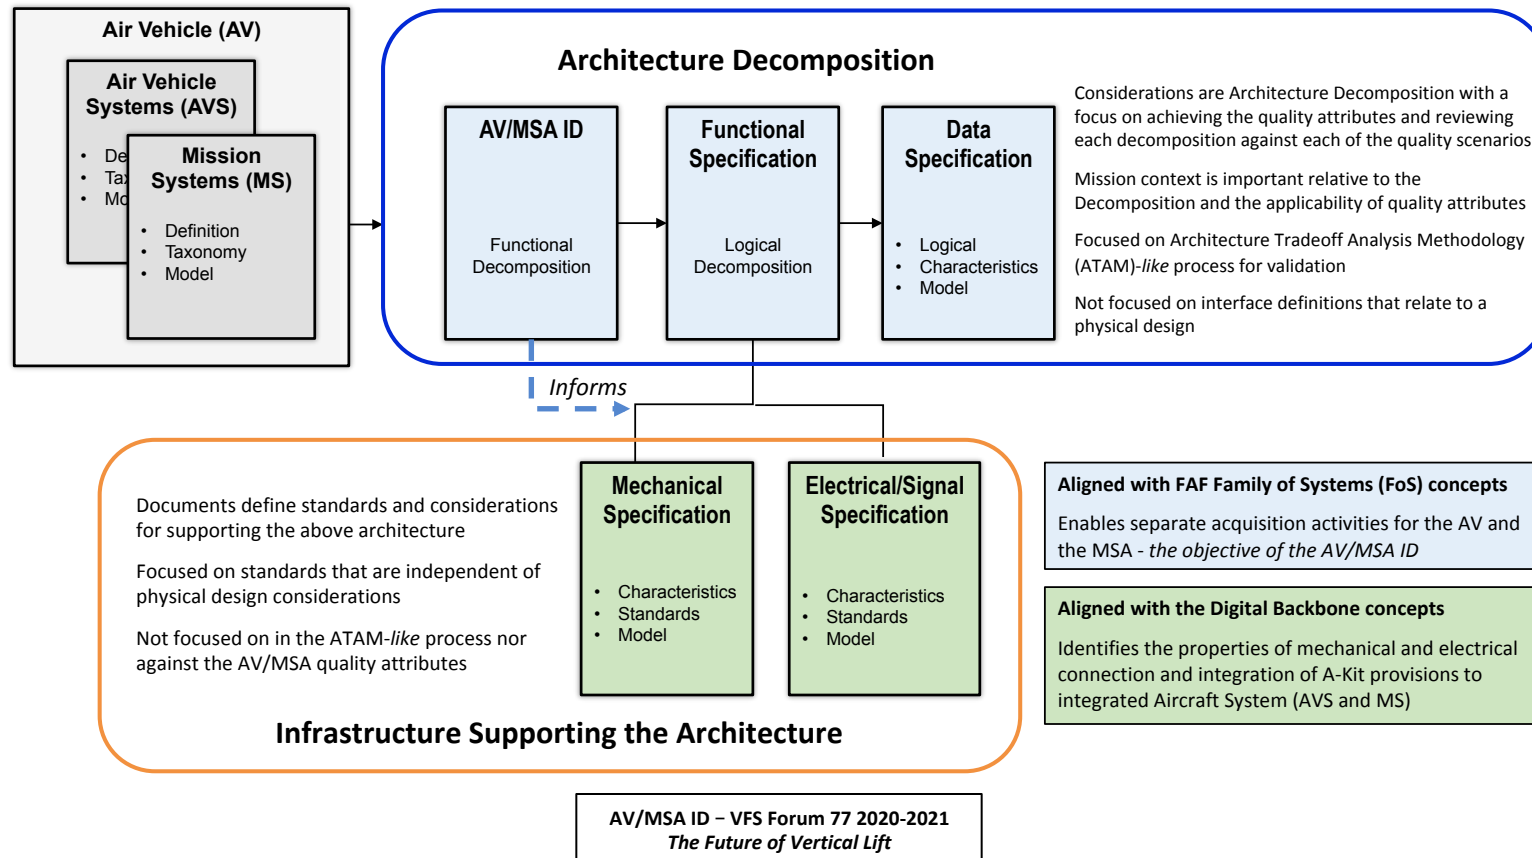 Air Vehicle (AV)
Air Vehicle
Systems (AVS)
• De
• Tax
• Mo
Mission
Systems (MS)
• Definition
• Taxonomy
• Model
Architecture Decomposition
AV/MSA ID
Functional
Decomposition
Functional
Specification
Logical
Decomposition
Data
Specification
• Logical
• Characteristics
• Model
Considerations are Architecture Decomposition with a
focus on achieving the quality attributes and reviewing
each decomposition against each of the quality scenarios
Mission context is important relative to the
Decomposition and the applicability of quality attributes
Focused on Architecture Tradeoff Analysis Methodology
(ATAM)-like process for validation
Not focused on interface definitions that relate to a
physical design
Informs
Documents define standards and considerations
for supporting the above architecture
Focused on standards that are independent of
physical design considerations
Not focused on in the ATAM-like process nor
against the AV/MSA quality attributes
Mechanical
Specification
• Characteristics
• Standards
• Model
Electrical/Signal
Specification
• Characteristics
• Standards
• Model
Infrastructure Supporting the Architecture
Aligned with FAF Family of Systems (FoS) concepts
Enables separate acquisition activities for the AV and
the MSA - the objective of the AV/MSA ID
Aligned with the Digital Backbone concepts
Identifies the properties of mechanical and electrical
connection and integration of A-Kit provisions to
integrated Aircraft System (AVS and MS)
AV/MSA ID – VFS Forum 77 2020-2021
The Future of Vertical Lift